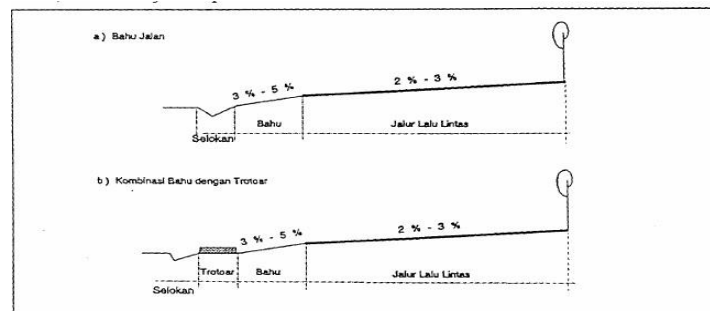 a ) Bahu Jalan
3 % - 5 %
2 % - 3 %
Bahu
Jalur Lalu Lintas
Selokan
b ) Kombinasi Bahu dengan Trotoar
3 % - 5 %
2 % - 3 %
Trotoar
Bahu
Jalur Lalu Lintas
Selokan